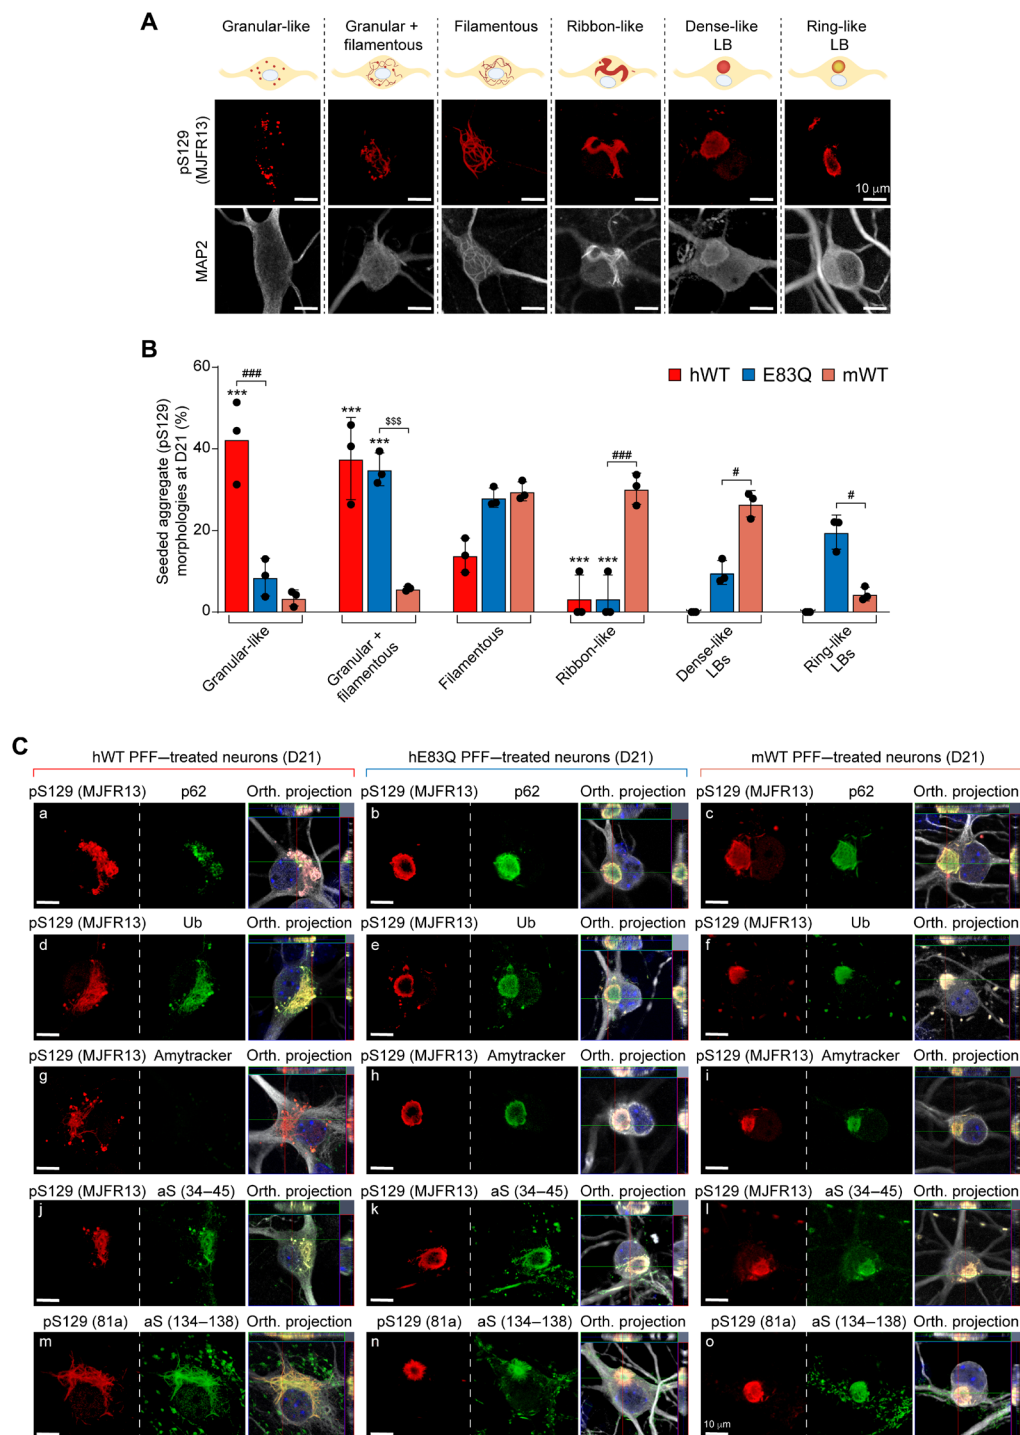 A
Granular-like
Granular +
filamentous
Filamentous
Ribbon-like
Dense-like
LB
Ring-like
LB
pS129
(MJFR13)
10 μm
MAP2
B
Seeded aggregate (pS129)
morphologies at D21 (%)
60
40
20
0
hWT
E83Q
mWT
***
###
***
***
$$$
***
***
###
#
#
Granular-like
Granular +
filamentous
Filamentous
Ribbon-like
Dense-like
LBs
Ring-like
LBs
C
hWT PFF—treated neurons (D21)
hE83Q PFF—treated neurons (D21)
mWT PFF—treated neurons (D21)
pS129 (MJFR13) p62 Orth. projection
pS129 (MJFR13) p62 Orth. projection
pS129 (MJFR13) p62 Orth. projection
a
b
c
pS129 (MJFR13) Ub Orth. projection
pS129 (MJFR13) Ub Orth. projection
pS129 (MJFR13) Ub Orth. projection
d
e
f
pS129 (MJFR13) Amytracker Orth. projection
pS129 (MJFR13) Amytracker Orth. projection
pS129 (MJFR13) Amytracker Orth. projection
g
h
i
pS129 (MJFR13) aS (34–45) Orth. projection
pS129 (MJFR13) aS (34–45) Orth. projection
pS129 (MJFR13) aS (34–45) Orth. projection
j
k
l
pS129 (81a) aS (134–138) Orth. projection
pS129 (81a) aS (134–138) Orth. projection
pS129 (81a) aS (134–138) Orth. projection
m
n
o
10 μm